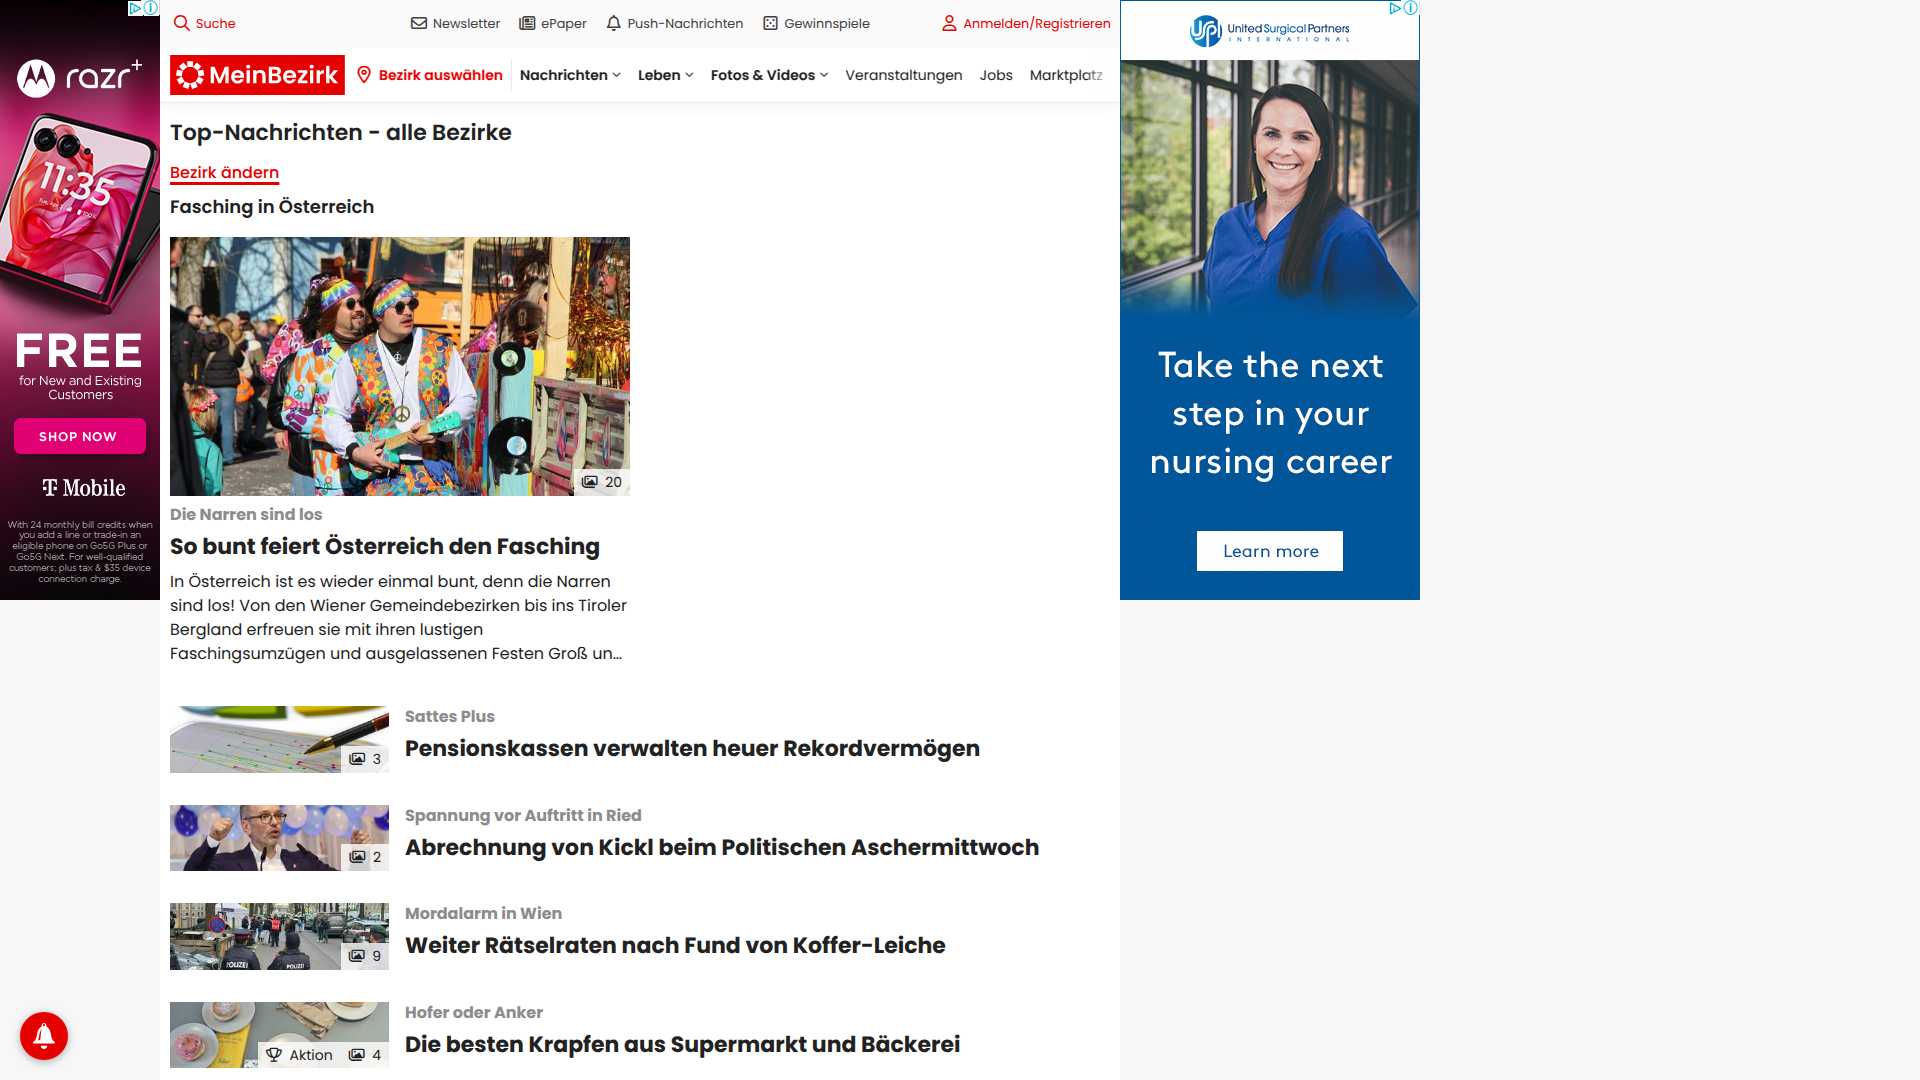 Suche
Newsletter
ePaper
Push-Nachrichten
Gewinnspiele
Anmelden/Registrieren
MeinBezirk
Bezirk auswählen
Nachrichten
Leben
Fotos & Videos
Veranstaltungen
Jobs
Marktplatz
Top-Nachrichten - alle Bezirke
Bezirk ändern
Fasching in Österreich
20
Die Narren sind los
So bunt feiert Österreich den Fasching
In Österreich ist es wieder einmal bunt, denn die Narren
sind los! Von den Wiener Gemeindebezirken bis ins Tiroler
Bergland erfreuen sie mit ihren lustigen
Faschingsumzügen und ausgelassenen Festen Groß un...
3
Sattes Plus
Pensionskassen verwalten heuer Rekordvermögen
2
Spannung vor Auftritt in Ried
Abrechnung von Kickl beim Politischen Aschermittwoch
POLIZEI
POLIZEI
9
Mordalarm in Wien
Weiter Rätselraten nach Fund von Koffer-Leiche
Aktion
4
Hofer oder Anker
Die besten Krapfen aus Supermarkt und Bäckerei
razr+
11:35
FREE
for New and Existing
Customers
SHOP NOW
T Mobile
With 24 monthly bill credits when
you add a line or trade-in an
eligible phone on Go5G Plus or
Go5G Next. For well-qualified
customers; plus tax & $35 device
connection charge.
USPI
United Surgical Partners
INTERNATIONAL
Take the next
step in your
nursing career
Learn more